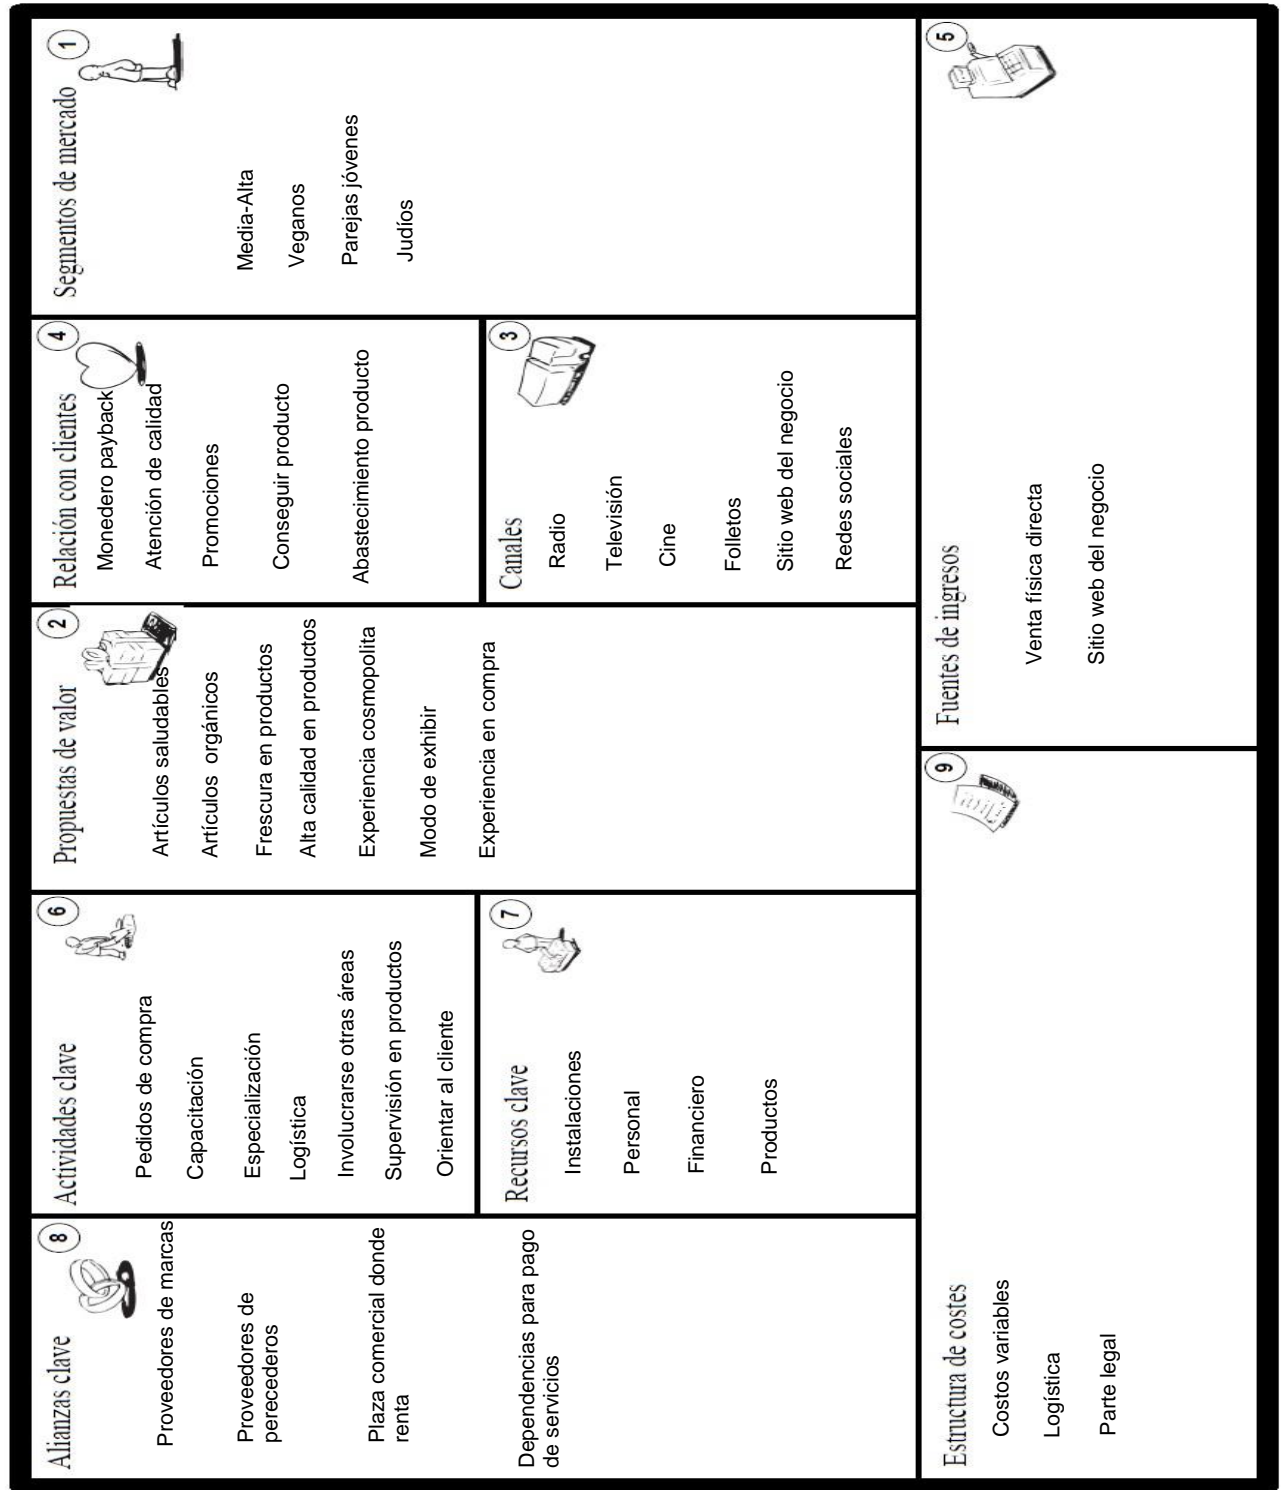 Alianzas clave
8
Proveedores de marcas
Proveedores de
perecederos
Plaza comercial donde
renta
Dependencias para pago
de servicios
Actividades clave
6
Pedidos de compra
Capacitación
Especialización
Logística
Involucrarse otras áreas
Supervisión en productos
Orientar al cliente
Recursos clave
7
Instalaciones
Personal
Financiero
Productos
Propuestas de valor
2
Artículos saludables
Artículos orgánicos
Frescura en productos
Alta calidad en productos
Experiencia cosmopolita
Modo de exhibir
Experiencia en compra
Relación con clientes
4
Monedero payback
Atención de calidad
Promociones
Conseguir producto
Abastecimiento producto
Canales
3
Radio
Televisión
Cine
Folletos
Sitio web del negocio
Redes sociales
Segmentos de mercado
1
Media-Alta
Veganos
Parejas jóvenes
Judíos
Estructura de costes
9
Costos variables
Logística
Parte legal
Fuentes de ingresos
5
Venta física directa
Sitio web del negocio